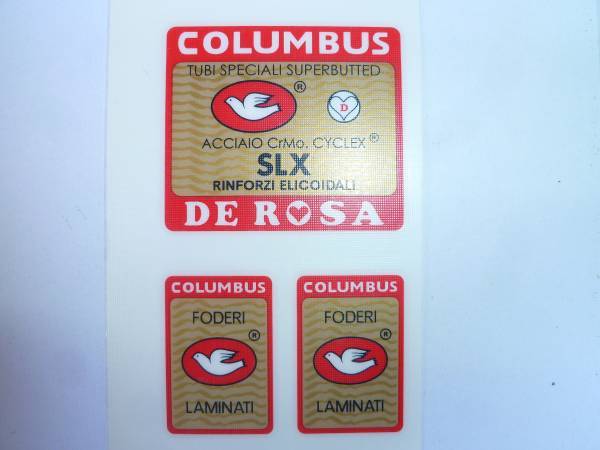 COLUMBUS
TUBI SPECIALI SUPERBUTTED
®
D
ACCIAIO CrMo. CYCLEX ®
SLX
RINFORZI ELICOIDALI
DE ROSA
COLUMBUS
FODERI
®
LAMINATI
COLUMBUS
FODERI
®
LAMINATI